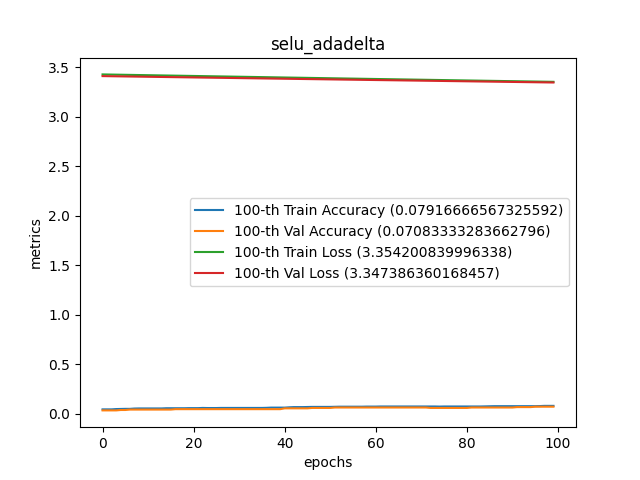 selu_adadelta
3.5
3.0
2.5
2.0
1.5
1.0
0.5
0.0
metrics
100-th Train Accuracy (0.07916666567325592)
100-th Val Accuracy (0.07083333283662796)
100-th Train Loss (3.354200839996338)
100-th Val Loss (3.347386360168457)
0 20 40 60 80 100
epochs